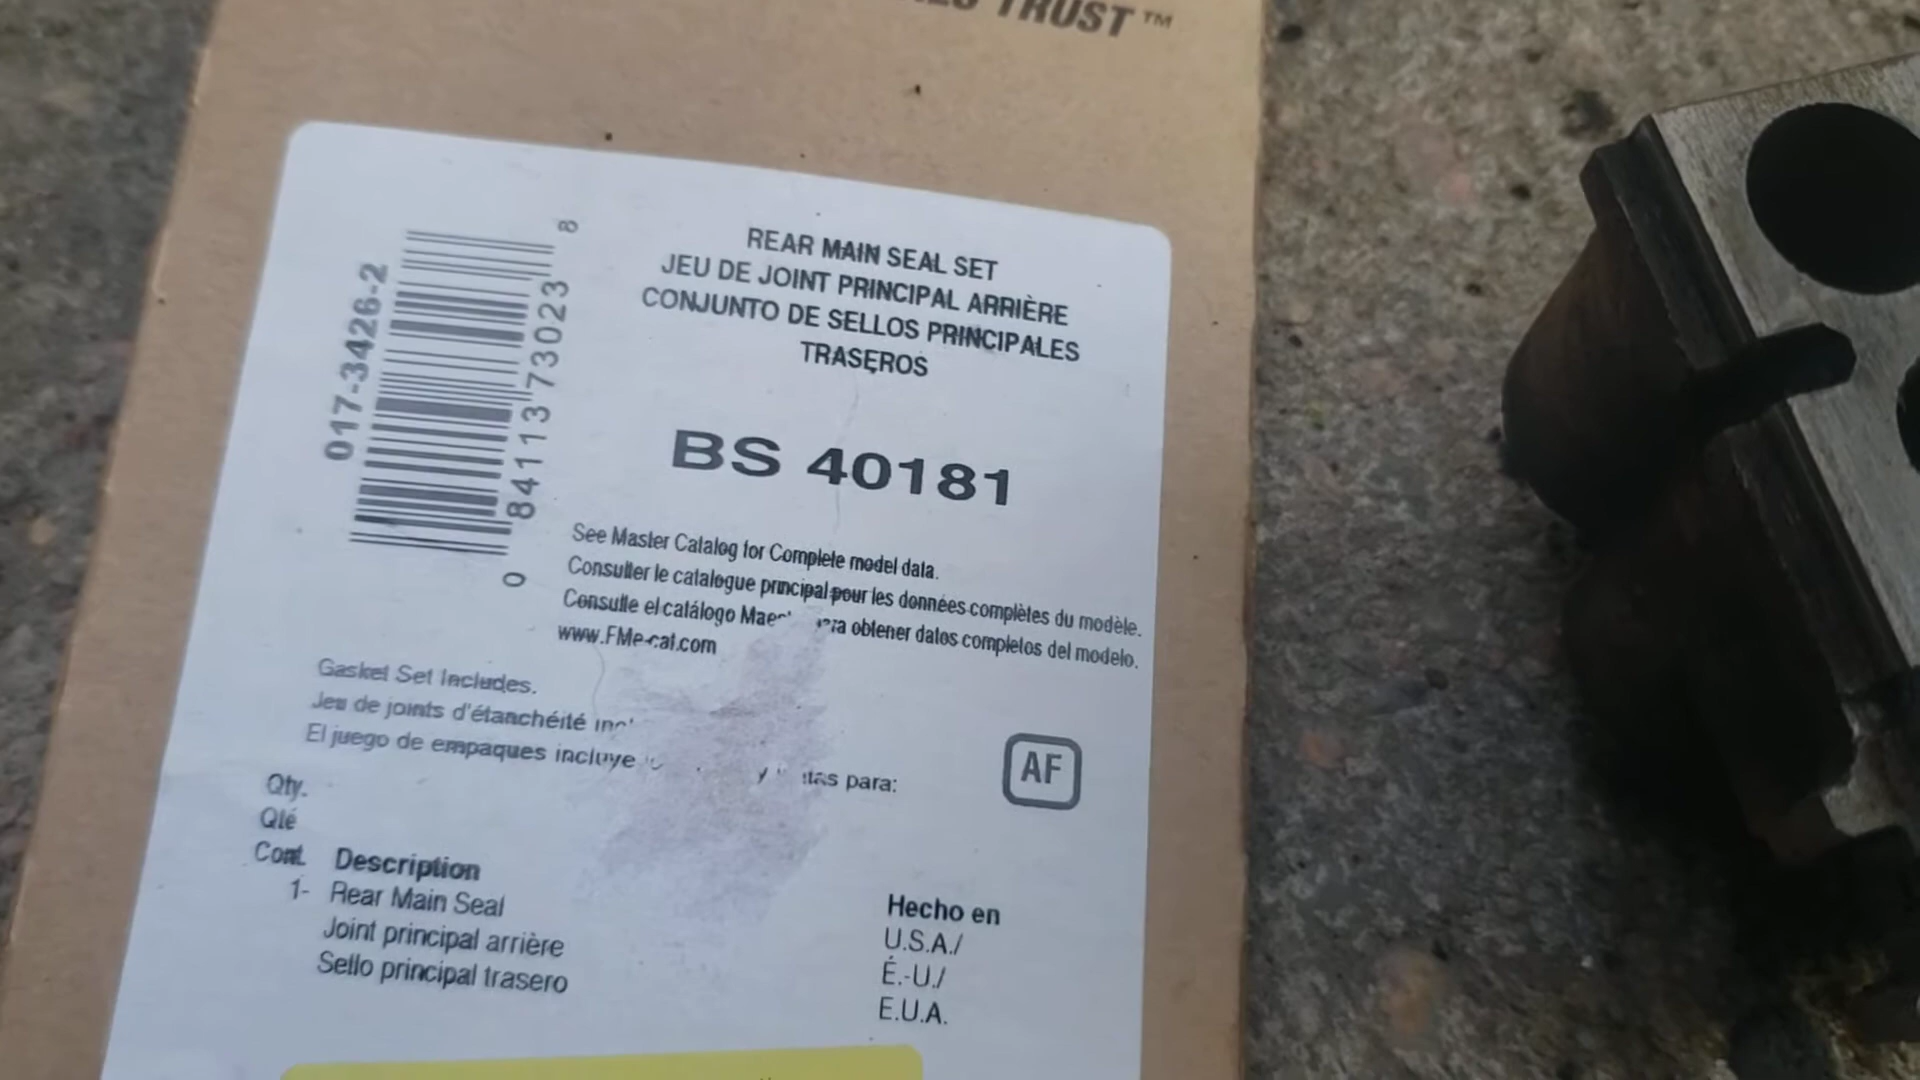 TRUST™
REAR MAIN SEAL SET
JEU DE JOINT PRINCIPAL ARRIÈRE
CONJUNTO DE SELLOS PRINCIPALES
TRASEROS
017-3426-2
0 84113 73023 8
BS 40181
See Master Catalog for Complete model data.
Consulter le catalogue principal pour les données complètes du modèle.
Consulte el catálogo obtener datos completos del modelo.
www.FMe-cat.com
Gasket Set Includes.
Jeu de joints d'étanchéité
El juego de empaques incluye y para:
AF
Qty.
Qté
Cont. Description
1- Rear Main Seal
Joint principal arrière
Sello principal trasero
Hecho en
U.S.A./
É.-U./
E.U.A.